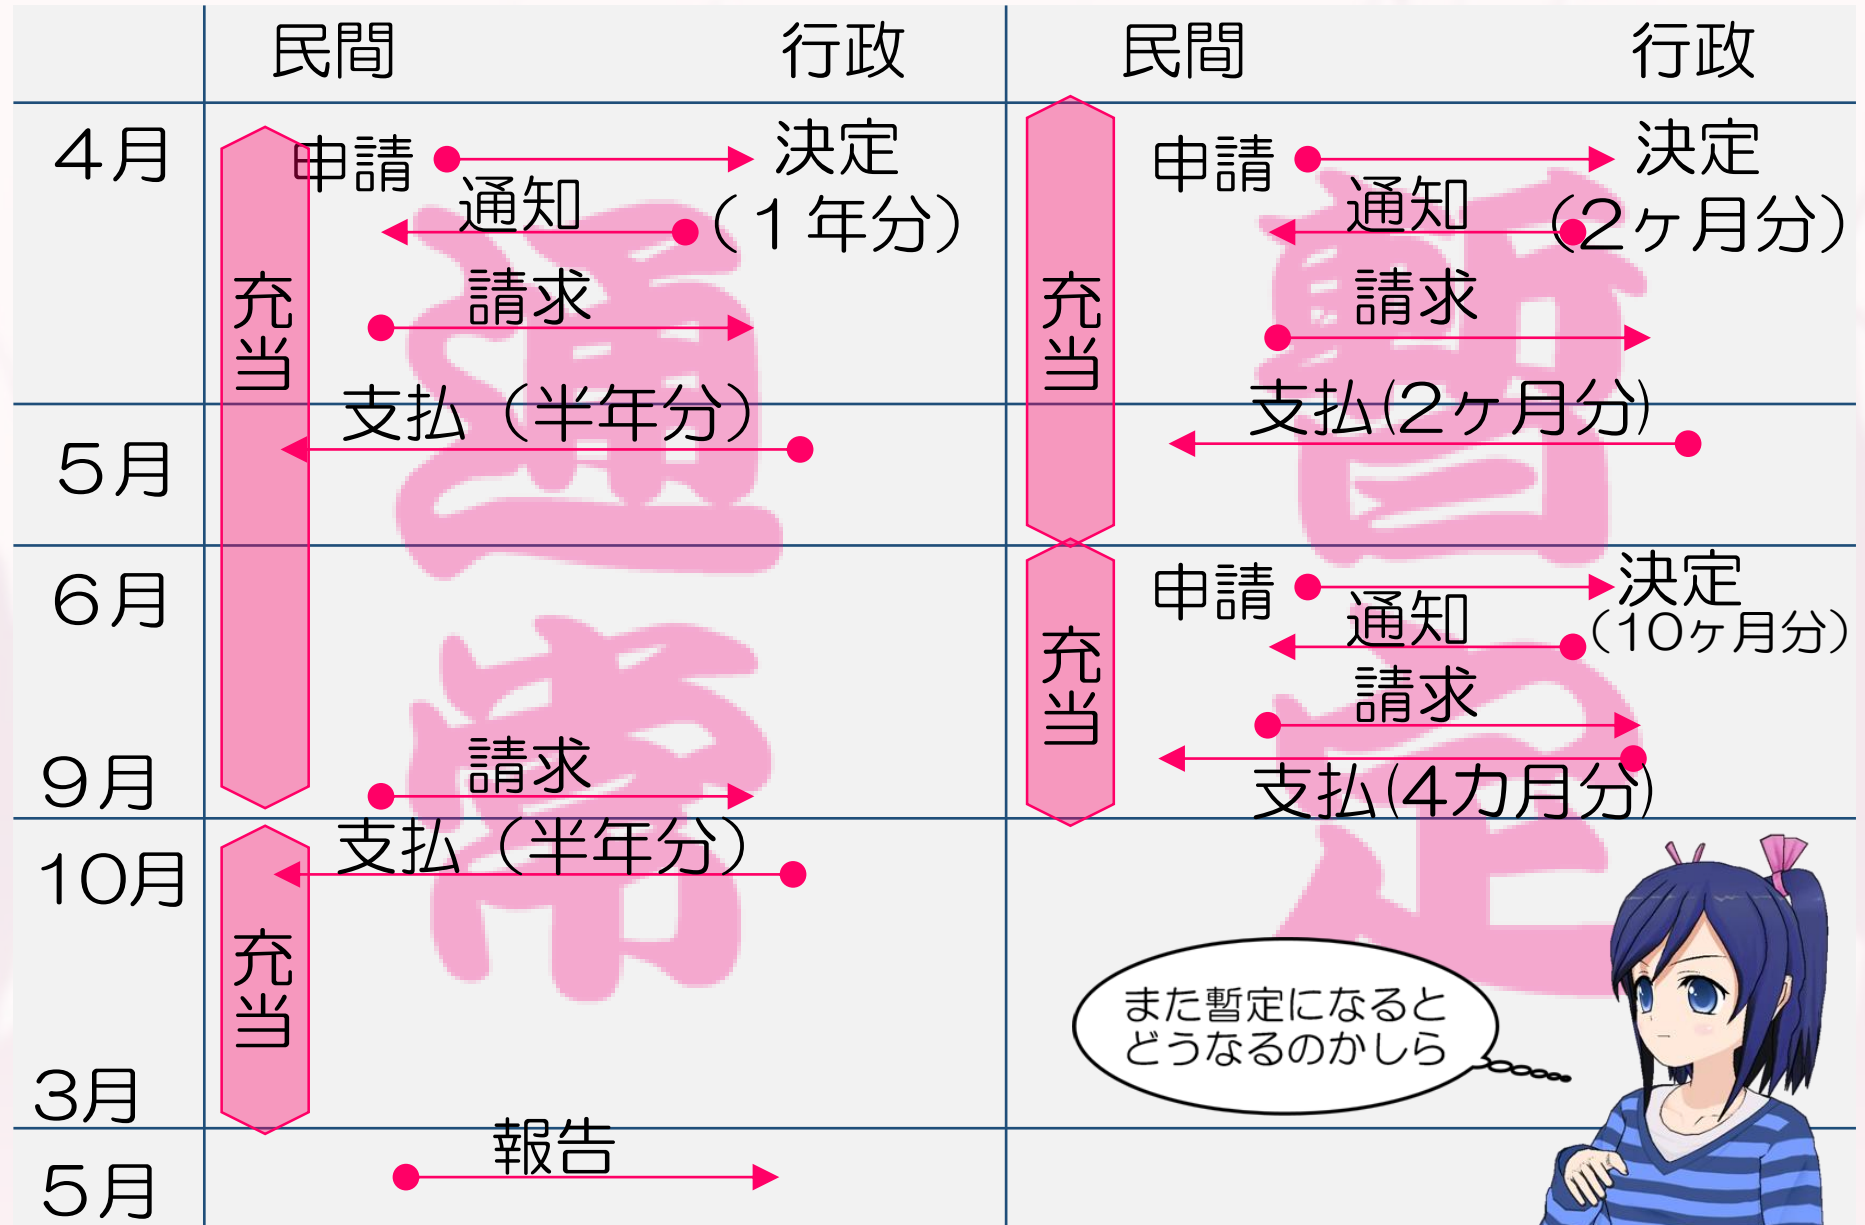 民間 行政 民間 行政
4月
申請 決定
通知 (1年分)
請求
充当
支払(半年分)
5月
6月
9月
請求
10月
支払(半年分)
充当
3月
報告
5月
通常
申請 決定
通知 (2ヶ月分)
請求
充当
支払(2ヶ月分)
申請 決定
通知 (10ヶ月分)
請求
充当
支払(4カ月分)
暫定
また暫定になると
どうなるのかしら